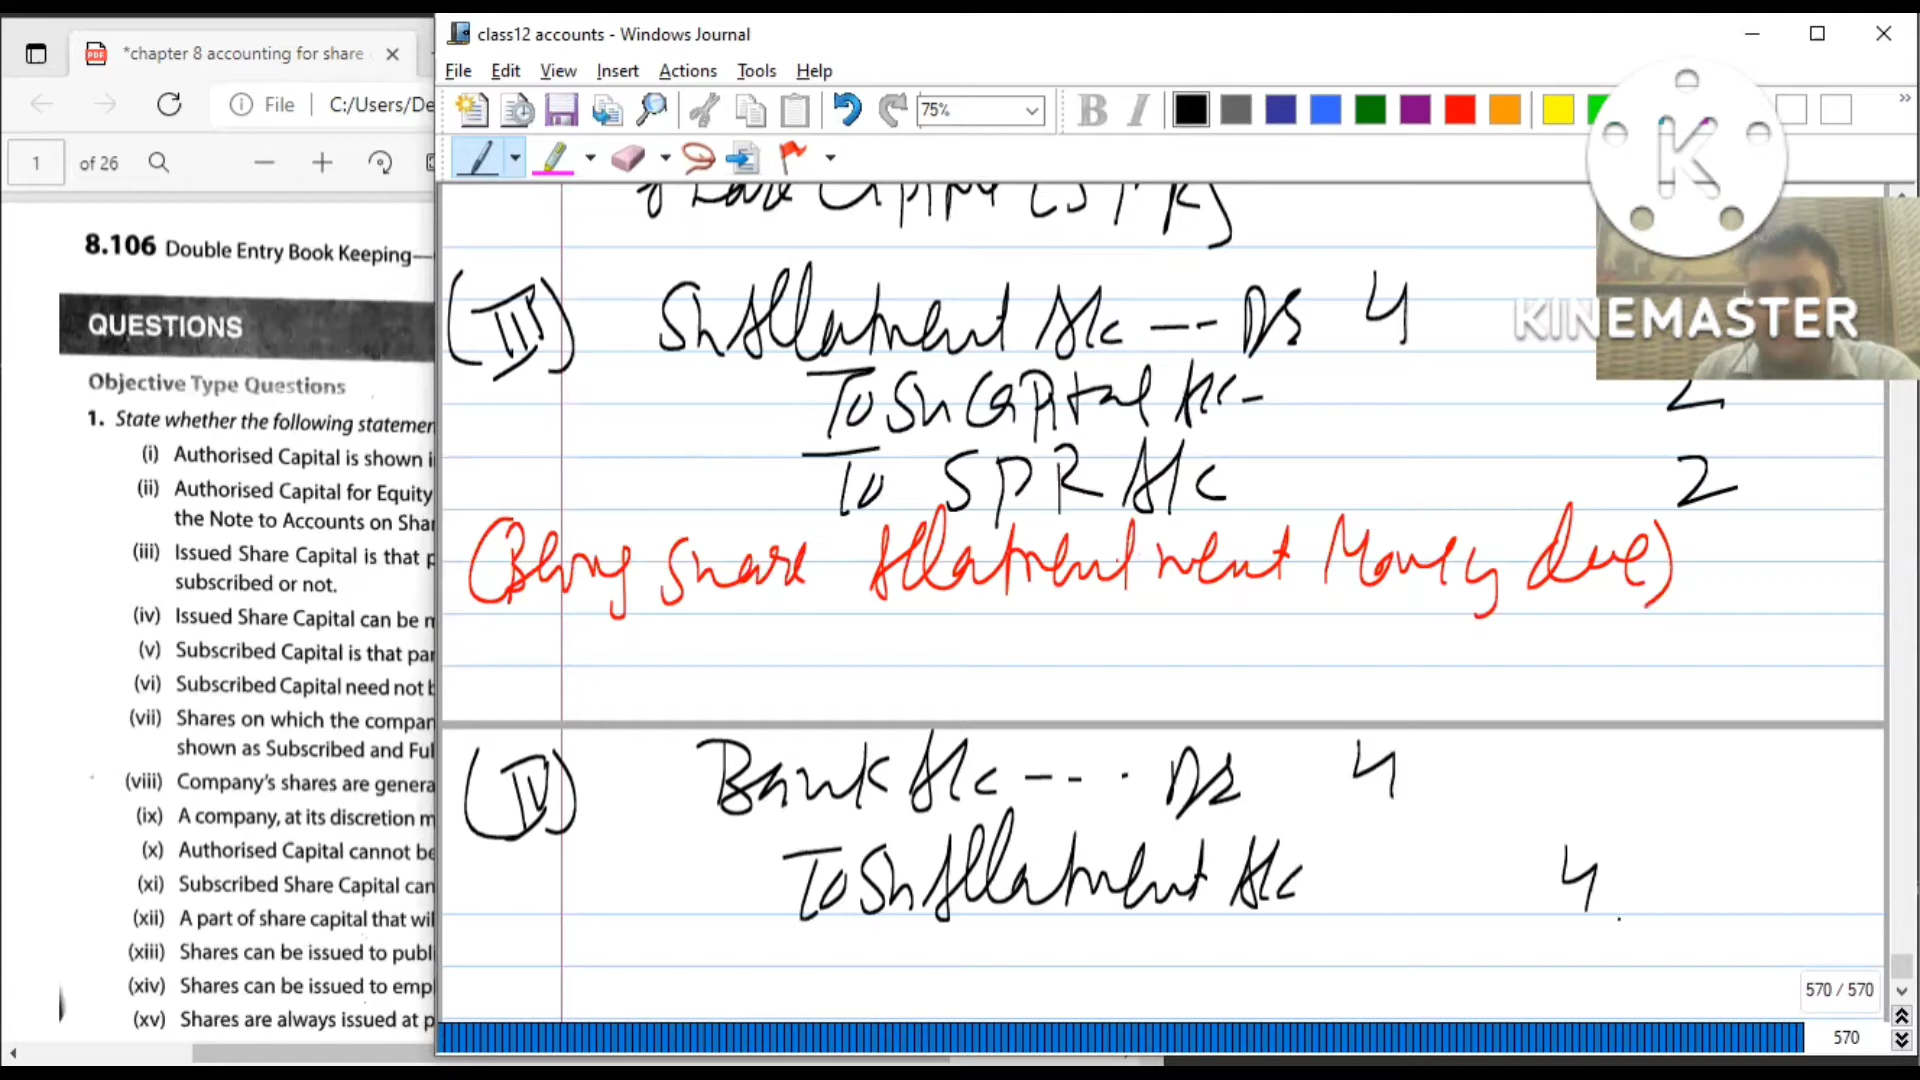 *chapter 8 accounting for share
File
C:/Users/De
1
of 26
8.106 Double Entry Book Keeping—
QUESTIONS
Objective Type Questions
1. State whether the following statemen
(i) Authorised Capital is shown i
(ii) Authorised Capital for Equity
the Note to Accounts on Shar
(iii) Issued Share Capital is that p
subscribed or not.
(iv) Issued Share Capital can be n
(v) Subscribed Capital is that par
(vi) Subscribed Capital need not b
(vii) Shares on which the compan
shown as Subscribed and Ful
(viii) Company's shares are genera
(ix) A company, at its discretion m
(x) Authorised Capital cannot be
(xi) Subscribed Share Capital can
(xii) A part of share capital that wil
(xiii) Shares can be issued to publi
(xiv) Shares can be issued to empl
(xv) Shares are always issued at p
class12 accounts - Windows Journal
File Edit View Insert Actions Tools Help
75%
B I
K
KINEMASTER
(III) Sh Allatment A/c --- Dr 4
To Sh Capital A/c - 2
To SPR A/c 2
(Being Share Allatment ment Money due)
(IV) Bank A/c --- Dr 4
To Sh Allatment A/c 4
570 / 570
570